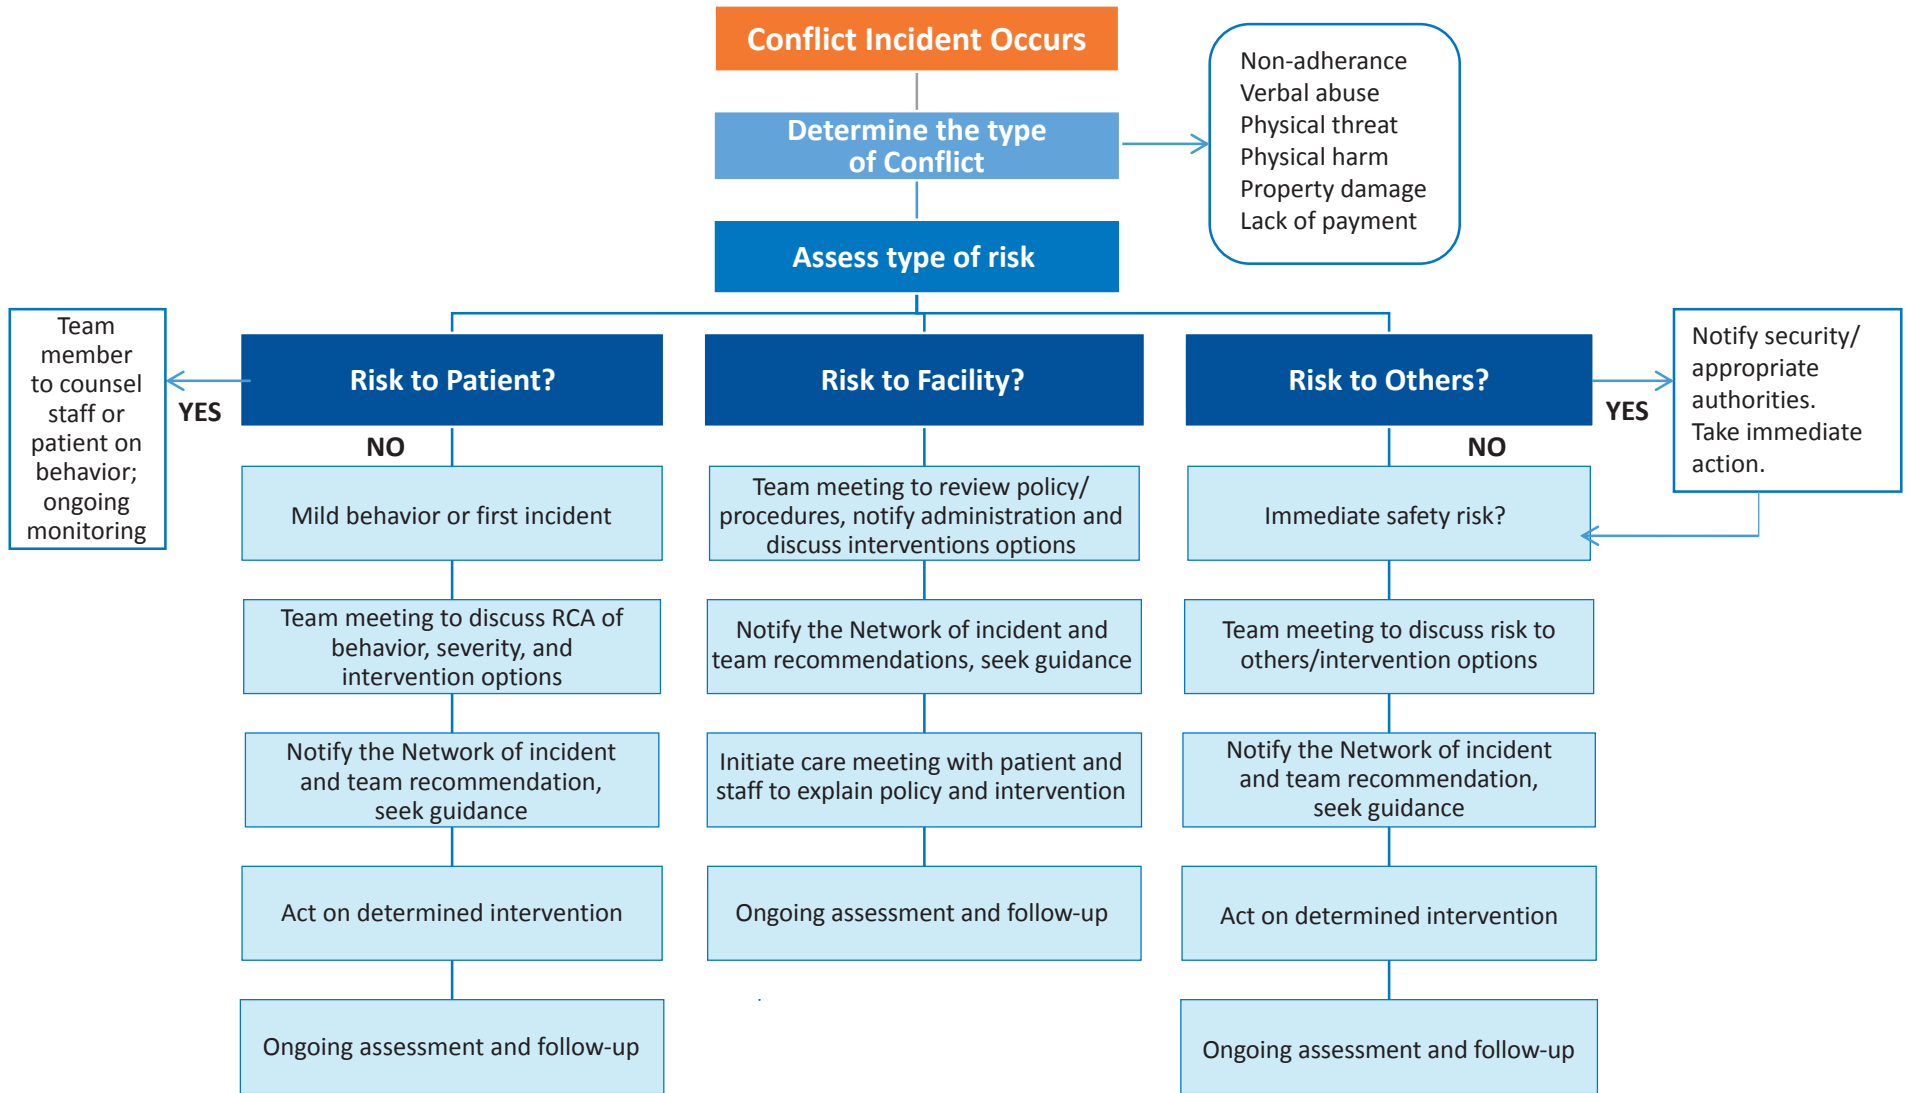 Conflict Incident Occurs
Determine the type
of Conflict
Non-adherance
Verbal abuse
Physical threat
Physical harm
Property damage
Lack of payment
Assess type of risk
Team
member
to counsel
staff or
patient on
behavior;
ongoing
monitoring
YES
Risk to Patient?
NO
Mild behavior or first incident
Team meeting to discuss RCA of
behavior, severity, and
intervention options
Notify the Network of incident
and team recommendation,
seek guidance
Act on determined intervention
Ongoing assessment and follow-up
Risk to Facility?
Team meeting to review policy/
procedures, notify administration and
discuss interventions options
Notify the Network of incident and
team recommendations, seek guidance
Initiate care meeting with patient and
staff to explain policy and intervention
Ongoing assessment and follow-up
Risk to Others?
YES
Notify security/
appropriate
authorities.
Take immediate
action.
NO
Immediate safety risk?
Team meeting to discuss risk to
others/intervention options
Notify the Network of incident
and team recommendation,
seek guidance
Act on determined intervention
Ongoing assessment and follow-up